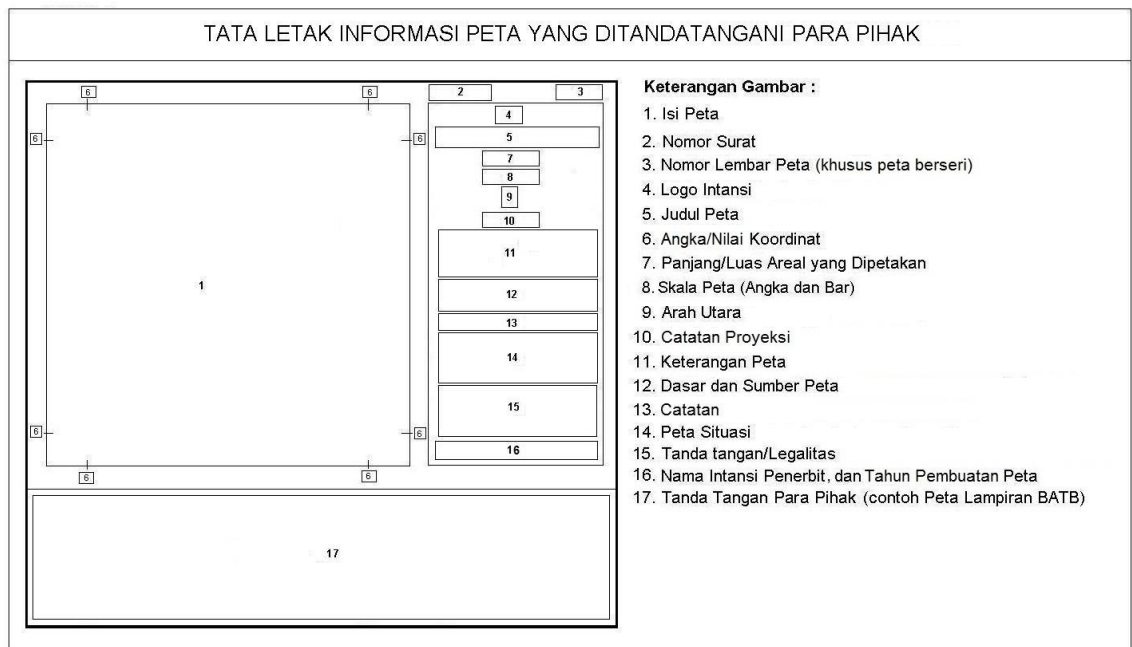 TATA LETAK INFORMASI PETA YANG DITANDATANGANI PARA PIHAK
6
6
2
3
6
6
4
5
7
8
9
10
11
1
12
13
14
15
6
6
16
6
6
17
Keterangan Gambar :
1. Isi Peta
2. Nomor Surat
3. Nomor Lembar Peta (khusus peta berseri)
4. Logo Intansi
5. Judul Peta
6. Angka/Nilai Koordinat
7. Panjang/Luas Areal yang Dipetakan
8. Skala Peta (Angka dan Bar)
9. Arah Utara
10. Catatan Proyeksi
11. Keterangan Peta
12. Dasar dan Sumber Peta
13. Catatan
14. Peta Situasi
15. Tanda tangan/Legalitas
16. Nama Intansi Penerbit, dan Tahun Pembuatan Peta
17. Tanda Tangan Para Pihak (contoh Peta Lampiran BATB)